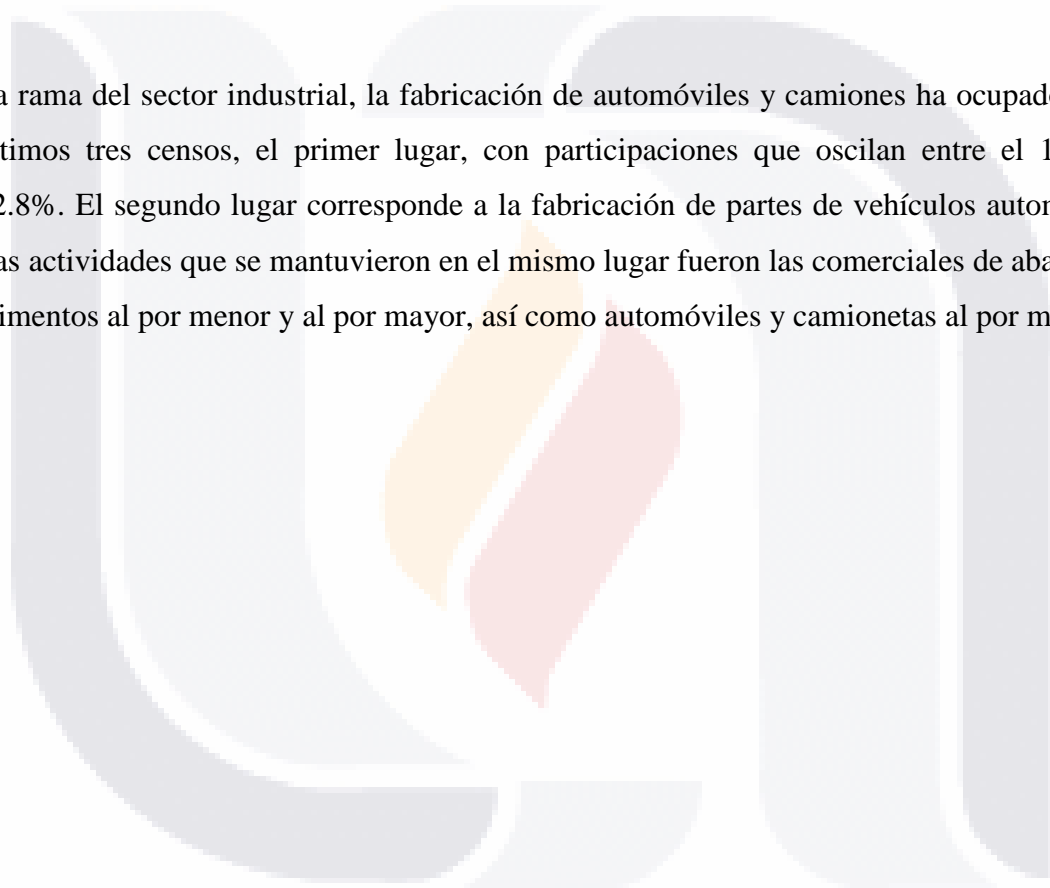 a rama del sector industrial, la fabricación de automóviles y camiones ha ocupado
timos tres censos, el primer lugar, con participaciones que oscilan entre el 1
2.8%. El segundo lugar corresponde a la fabricación de partes de vehículos autor
as actividades que se mantuvieron en el mismo lugar fueron las comerciales de aba
imentos al por menor y al por mayor, así como automóviles y camionetas al por m